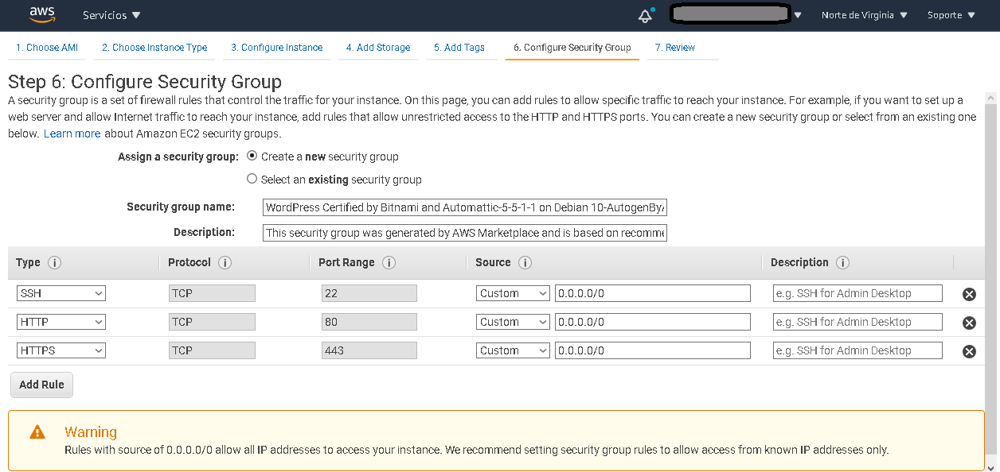 aws Servicios Norte de Virginia Soporte
1. Choose AMI 2. Choose Instance Type 3. Configure Instance 4. Add Storage 5. Add Tags 6. Configure Security Group 7. Review
Step 6: Configure Security Group
A security group is a set of firewall rules that control the traffic for your instance. On this page, you can add rules to allow specific traffic to reach your instance. For example, if you want to set up a
web server and allow Internet traffic to reach your instance, add rules that allow unrestricted access to the HTTP and HTTPS ports. You can create a new security group or select from an existing one
below. Learn more about Amazon EC2 security groups.
Assign a security group: Create a new security group
Select an existing security group
Security group name: WordPress Certified by Bitnami and Automattic-5-5-1-1 on Debian 10-AutogenByA
Description: This security group was generated by AWS Marketplace and is based on recomme
Type Protocol Port Range Source Description
SSH TCP 22 Custom 0.0.0.0/0 e.g. SSH for Admin Desktop
HTTP TCP 80 Custom 0.0.0.0/0 e.g. SSH for Admin Desktop
HTTPS TCP 443 Custom 0.0.0.0/0 e.g. SSH for Admin Desktop
Add Rule
Warning
Rules with source of 0.0.0.0/0 allow all IP addresses to access your instance. We recommend setting security group rules to allow access from known IP addresses only.